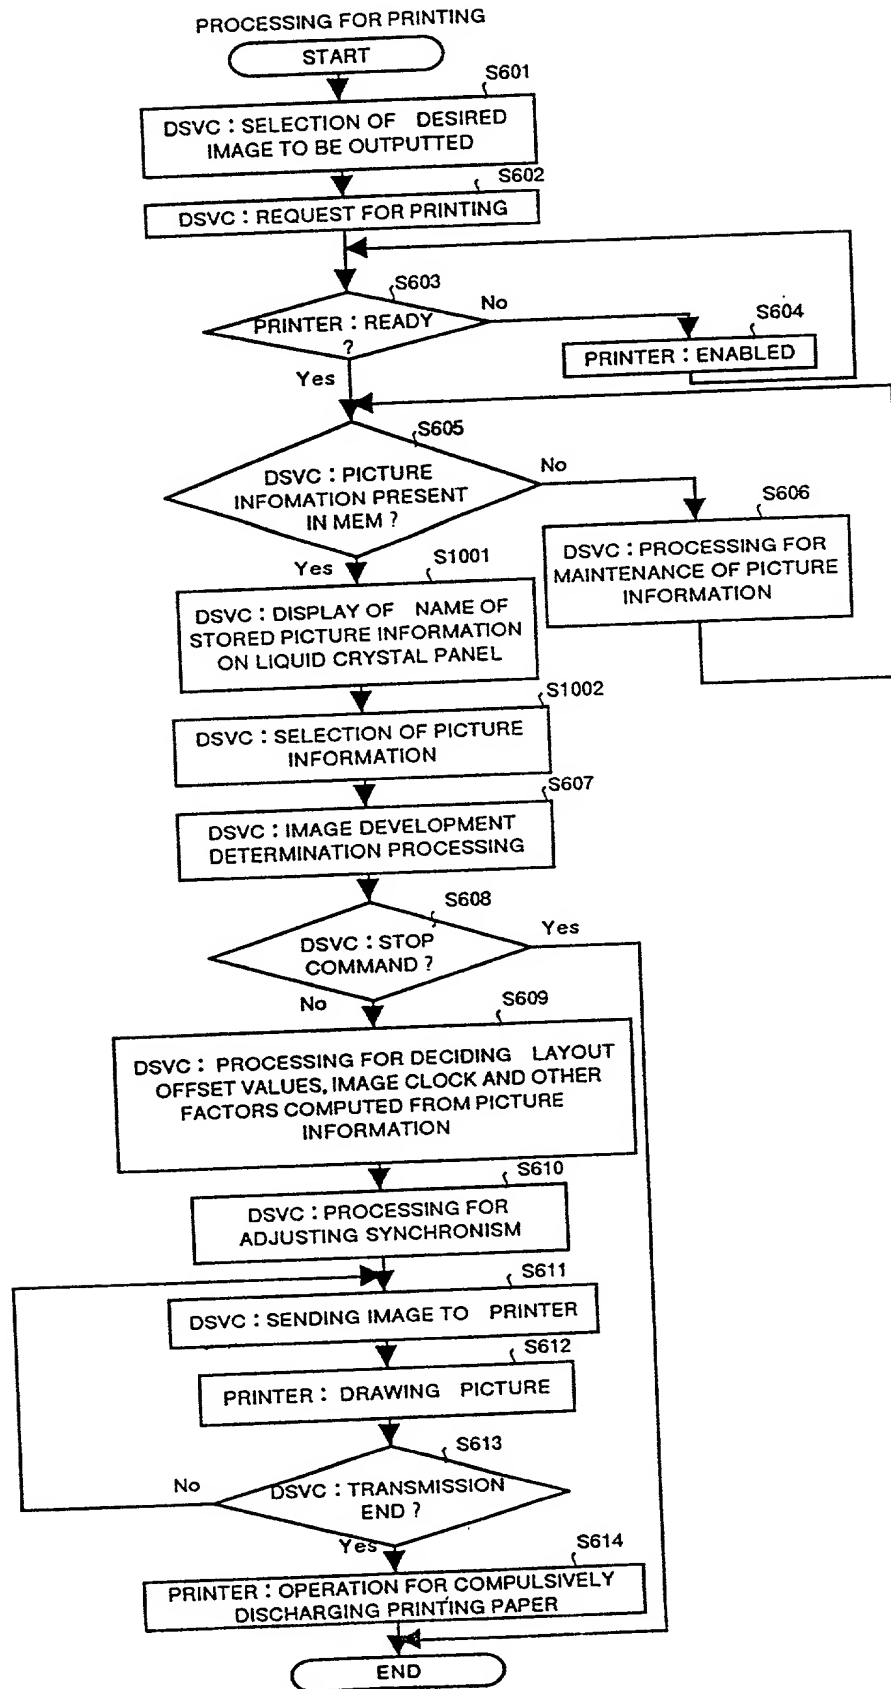 PROCESSING FOR PRINTING
START
S601
DSVC : SELECTION OF DESIRED
IMAGE TO BE OUTPUTTED
S602
DSVC : REQUEST FOR PRINTING
S603
No
PRINTER : READY
?
S604
PRINTER : ENABLED
Yes
S605
DSVC : PICTURE
INFOMATION PRESENT
IN MEM ?
No
S606
DSVC : PROCESSING FOR
MAINTENANCE OF PICTURE
INFORMATION
Yes
S1001
DSVC : DISPLAY OF NAME OF
STORED PICTURE INFORMATION
ON LIQUID CRYSTAL PANEL
S1002
DSVC : SELECTION OF PICTURE
INFORMATION
S607
DSVC : IMAGE DEVELOPMENT
DETERMINATION PROCESSING
S608
DSVC : STOP
COMMAND ?
Yes
No
S609
DSVC : PROCESSING FOR DECIDING LAYOUT
OFFSET VALUES, IMAGE CLOCK AND OTHER
FACTORS COMPUTED FROM PICTURE
INFORMATION
S610
DSVC : PROCESSING FOR
ADJUSTING SYNCHRONISM
S611
DSVC : SENDING IMAGE TO PRINTER
S612
PRINTER : DRAWING PICTURE
S613
No
DSVC : TRANSMISSION
END ?
Yes
S614
PRINTER : OPERATION FOR COMPULSIVELY
DISCHARGING PRINTING PAPER
END